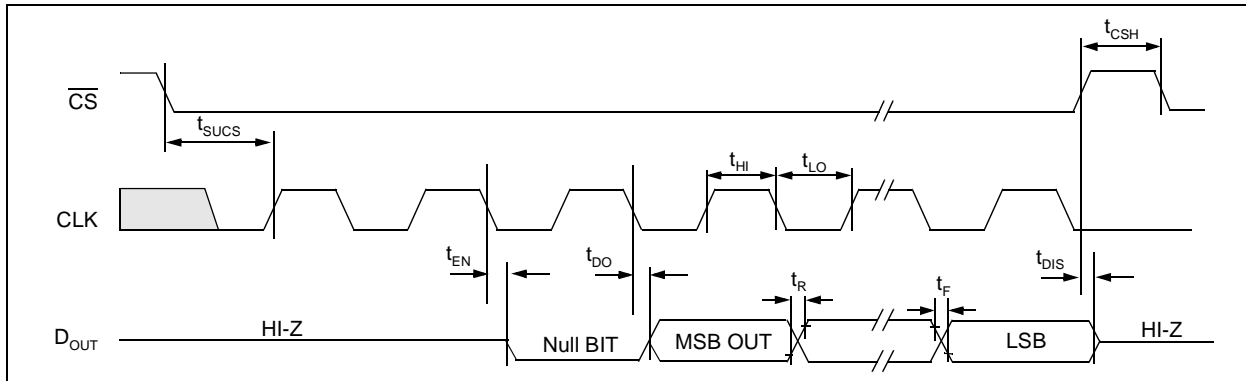 tCSH
CS
tSUCS
tHI
tLO
CLK
tEN
tDO
tR
tF
tDIS
DOUT
HI-Z
Null BIT
MSB OUT
LSB
HI-Z